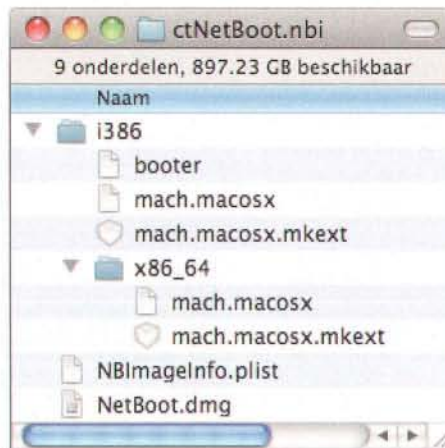 ctNetBoot.nbi
9 onderdelen, 897.23 GB beschikbaar
Naam
i386
booter
mach.macosx
mach.macosx.mkext
x86_64
mach.macosx
mach.macosx.mkext
NBImageInfo.plist
NetBoot.dmg